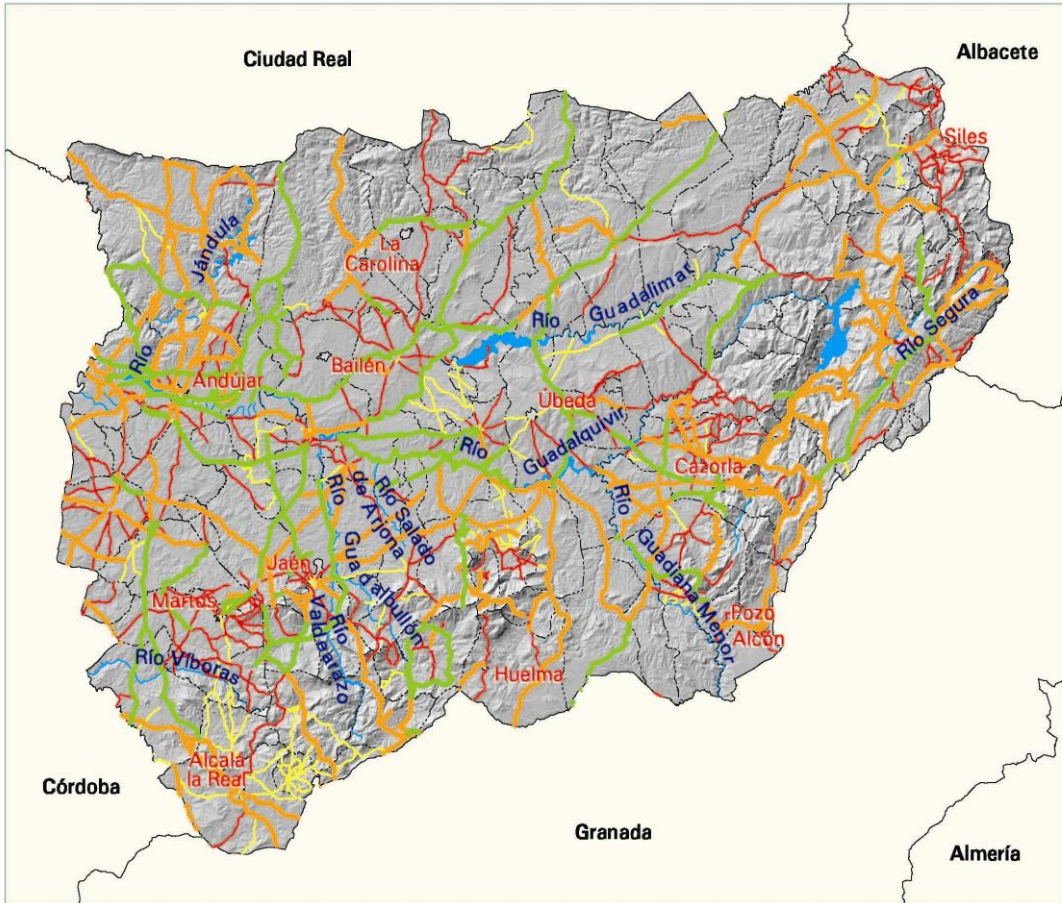 Ciudad Real
Albacete
Siles
Jándula
La
Carolina
Río
Guadalimar
Río Segura
Río
Andújar
Bailén
Úbeda
Río
Guadalquivir
Cazorla
Río
de Arjona
Río Salado
Río
Guadiana Menor
Jaén
Guadalbullón
Martos
Río
Valdearazo
Pozo
Alcón
Río Víboras
Huelma
Alcalá
la Real
Córdoba
Granada
Almería